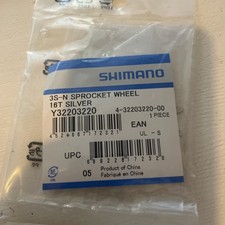 SHIMANO
3S-N SPROCKET WHEEL
16T SILVER
Y32203220 4-32203220-00
1 PIECE
EAN
UL - S
UPC
05 Product of China
Fabriqué en Chine